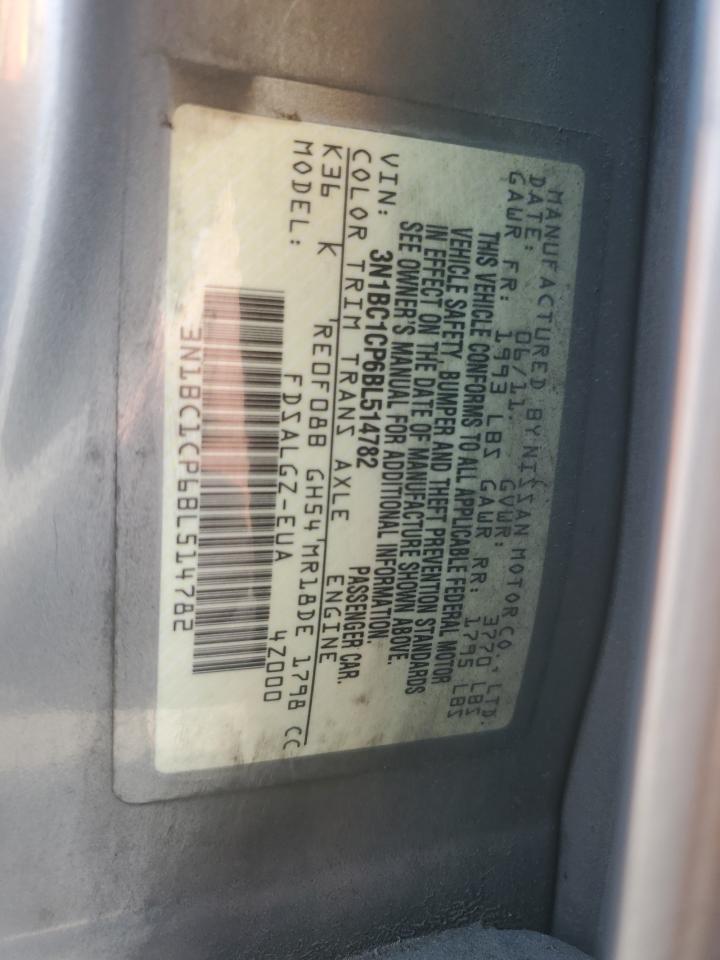 MANUFACTURED BY NISSAN MOTOR CO., LTD.
DATE: 06/11. GVWR: 3770 LBS
GAWR FR: 1993 LBS GAWR RR: 1795 LBS
THIS VEHICLE CONFORMS TO ALL APPLICABLE FEDERAL MOTOR
VEHICLE SAFETY, BUMPER AND THEFT PREVENTION STANDARDS
IN EFFECT ON THE DATE OF MANUFACTURE SHOWN ABOVE.
SEE OWNER'S MANUAL FOR ADDITIONAL INFORMATION.
VIN: 3N1BC1CP6BL514782 PASSENGER CAR.
COLOR TRIM TRANS AXLE ENGINE
K36 K RE0F08B GH54 MR18DE 1798 CC
MODEL: FDSALGZ-EUA 4Z000
3N1BC1CP6BL514782